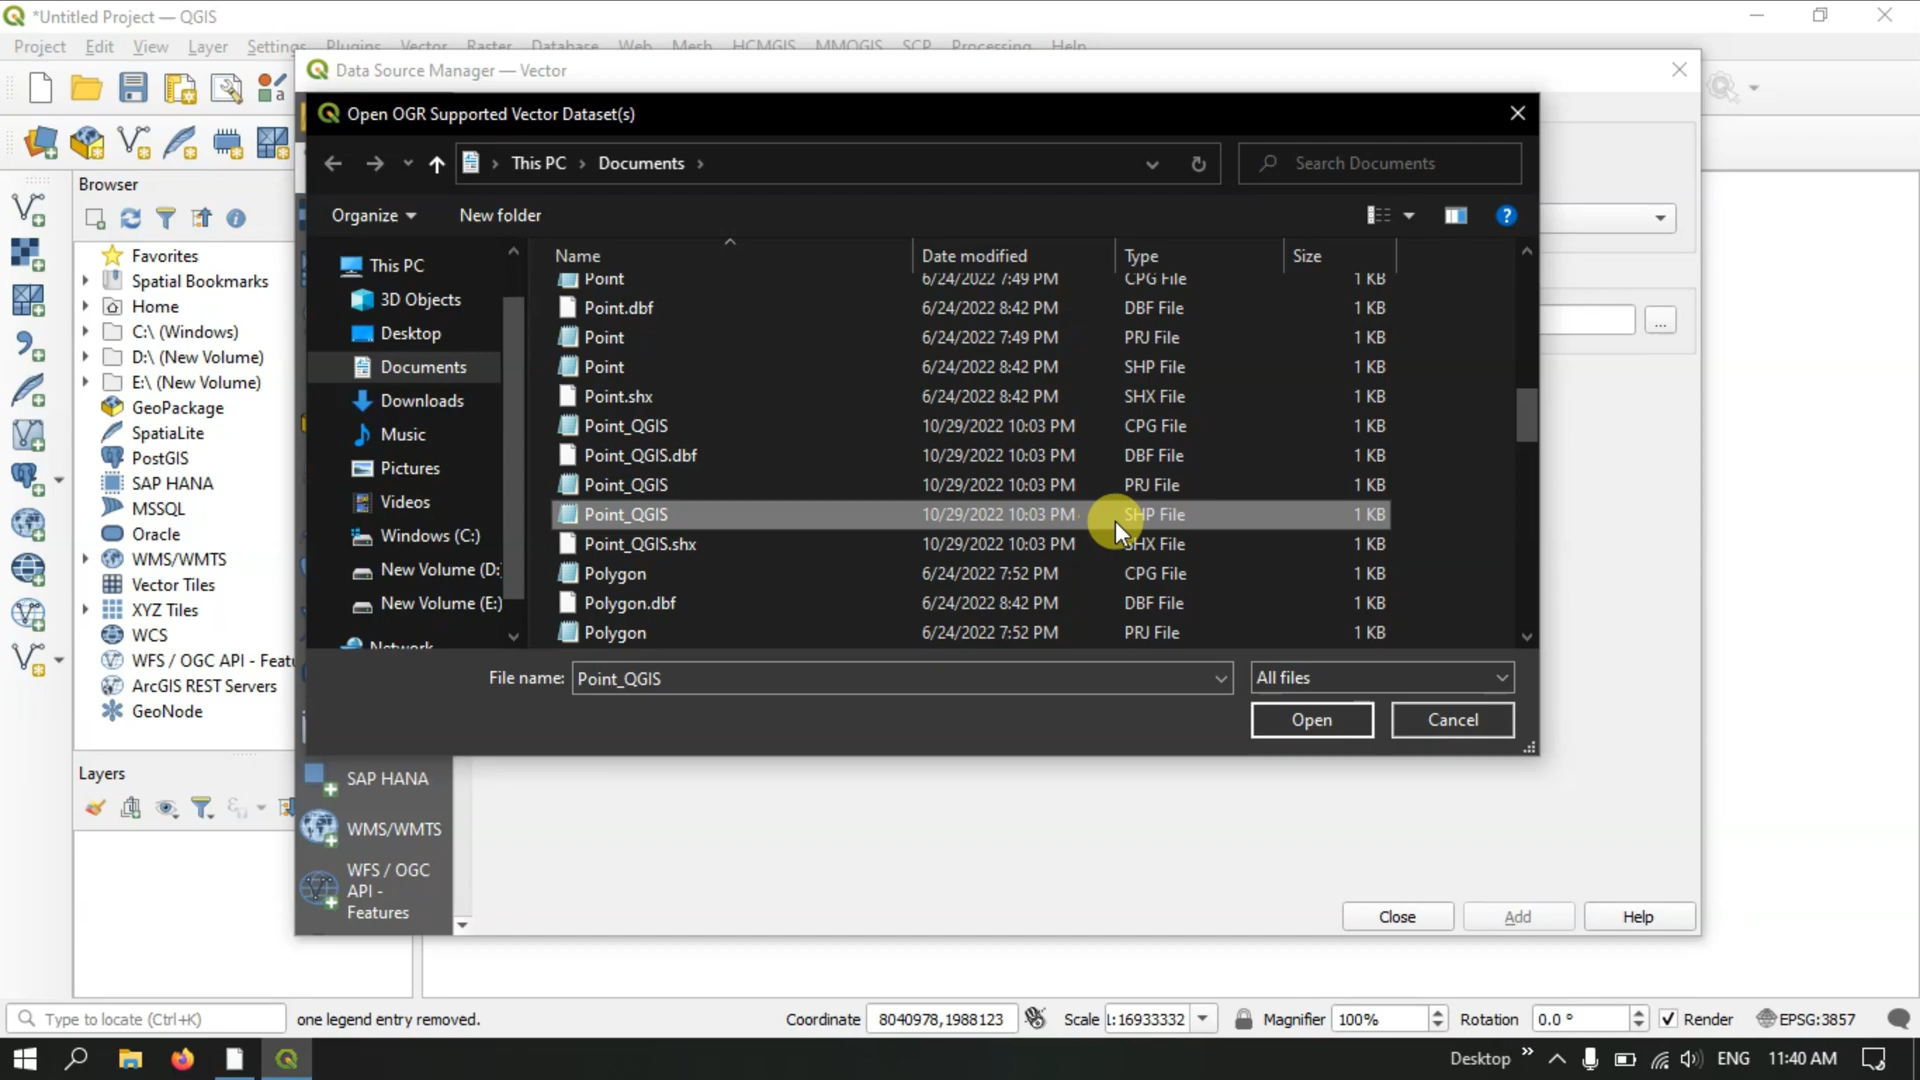 *Untitled Project — QGIS
Project Edit View Layer Settings Plugins Vector Raster Database Web Mesh HCMGIS MMQGIS SCP Processing Help
Data Source Manager — Vector
Open OGR Supported Vector Dataset(s)
This PC > Documents >
Search Documents
Organize
New folder
Name Date modified Type Size
Point 6/24/2022 7:49 PM CPG File 1 KB
Point.dbf 6/24/2022 8:42 PM DBF File 1 KB
Point 6/24/2022 7:49 PM PRJ File 1 KB
Point 6/24/2022 8:42 PM SHP File 1 KB
Point.shx 6/24/2022 8:42 PM SHX File 1 KB
Point_QGIS 10/29/2022 10:03 PM CPG File 1 KB
Point_QGIS.dbf 10/29/2022 10:03 PM DBF File 1 KB
Point_QGIS 10/29/2022 10:03 PM PRJ File 1 KB
Point_QGIS 10/29/2022 10:03 PM SHP File 1 KB
Point_QGIS.shx 10/29/2022 10:03 PM SHX File 1 KB
Polygon 6/24/2022 7:52 PM CPG File 1 KB
Polygon.dbf 6/24/2022 8:42 PM DBF File 1 KB
Polygon 6/24/2022 7:52 PM PRJ File 1 KB
This PC
3D Objects
Desktop
Documents
Downloads
Music
Pictures
Videos
Windows (C:)
New Volume (D:
New Volume (E:)
Network
File name: Point_QGIS
All files
Open
Cancel
Browser
Favorites
Spatial Bookmarks
Home
C:\ (Windows)
D:\ (New Volume)
E:\ (New Volume)
GeoPackage
SpatiaLite
PostGIS
SAP HANA
MSSQL
Oracle
WMS/WMTS
Vector Tiles
XYZ Tiles
WCS
WFS / OGC API - Featu
ArcGIS REST Servers
GeoNode
Layers
SAP HANA
WMS/WMTS
WFS / OGC
API -
Features
...
Close
Add
Help
Type to locate (Ctrl+K)
one legend entry removed.
Coordinate 8040978,1988123
Scale 1:16933332
Magnifier 100%
Rotation 0.0 °
Render
EPSG:3857
Desktop
ENG
11:40 AM